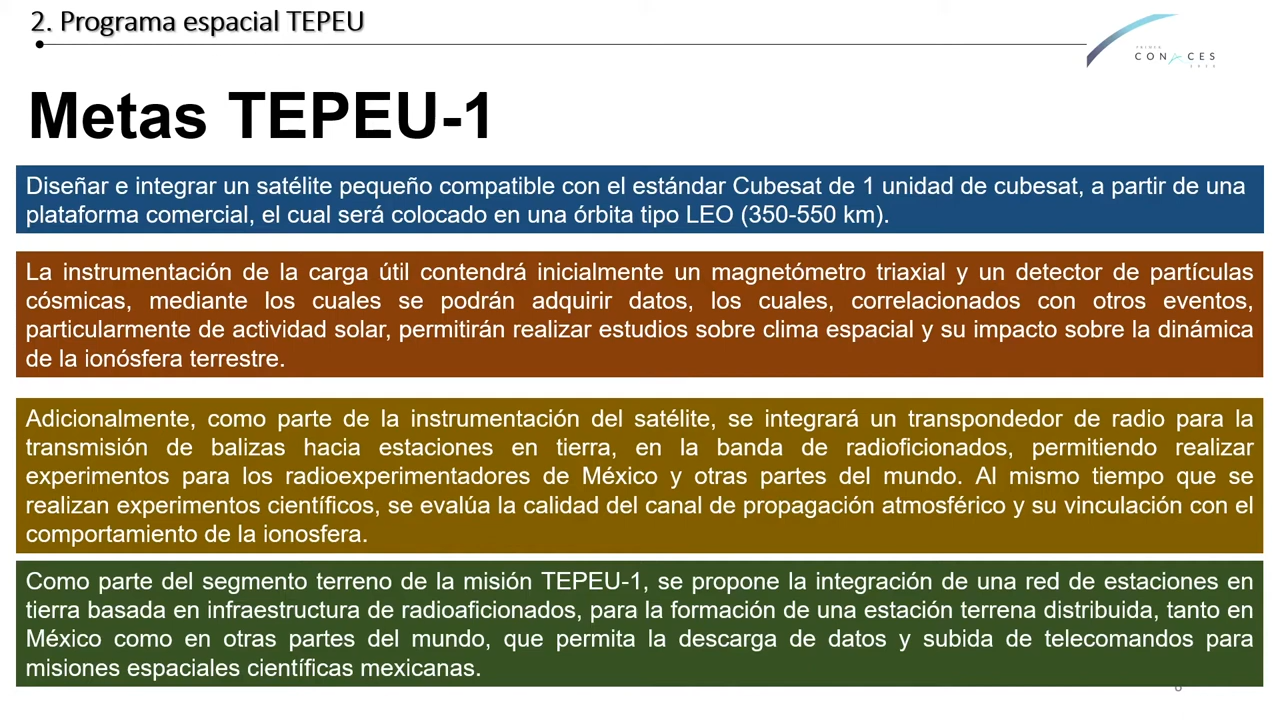 2. Programa espacial TEPEU
PRIMER
CONACES
Metas TEPEU-1
Diseñar e integrar un satélite pequeño compatible con el estándar Cubesat de 1 unidad de cubesat, a partir de una
plataforma comercial, el cual será colocado en una órbita tipo LEO (350-550 km).
La instrumentación de la carga útil contendrá inicialmente un magnetómetro triaxial y un detector de partículas
cósmicas, mediante los cuales se podrán adquirir datos, los cuales, correlacionados con otros eventos,
particularmente de actividad solar, permitirán realizar estudios sobre clima espacial y su impacto sobre la dinámica
de la ionósfera terrestre.
Adicionalmente, como parte de la instrumentación del satélite, se integrará un transpondedor de radio para la
transmisión de balizas hacia estaciones en tierra, en la banda de radioficionados, permitiendo realizar
experimentos para los radioexperimentadores de México y otras partes del mundo. Al mismo tiempo que se
realizan experimentos científicos, se evalúa la calidad del canal de propagación atmosférico y su vinculación con el
comportamiento de la ionosfera.
Como parte del segmento terreno de la misión TEPEU-1, se propone la integración de una red de estaciones en
tierra basada en infraestructura de radioaficionados, para la formación de una estación terrena distribuida, tanto en
México como en otras partes del mundo, que permita la descarga de datos y subida de telecomandos para
misiones espaciales científicas mexicanas.